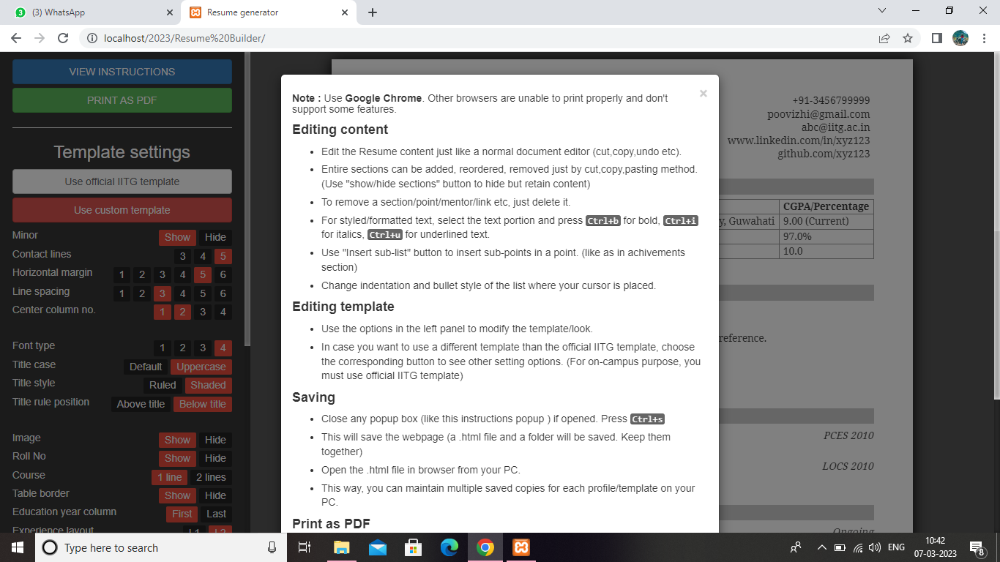 (3) WhatsApp
Resume generator
localhost/2023/Resume%20Builder/
VIEW INSTRUCTIONS
PRINT AS PDF
Template settings
Use official IITG template
Use custom template
Minor Show Hide
Contact lines 3 4 5
Horizontal margin 1 2 3 4 5 6
Line spacing 1 2 3 4 5 6
Center column no. 1 2 3 4
Font type 1 2 3 4
Title case Default Uppercase
Title style Ruled Shaded
Title rule position Above title Below title
Image Show Hide
Roll No Show Hide
Course 1 line 2 lines
Table border Show Hide
Education year column First Last
Experience layout L1 L2
Note : Use Google Chrome. Other browsers are unable to print properly and don't
support some features.
×
Editing content
• Edit the Resume content just like a normal document editor (cut,copy,undo etc).
• Entire sections can be added, reordered, removed just by cut,copy,pasting method.
(Use "show/hide sections" button to hide but retain content)
• To remove a section/point/mentor/link etc, just delete it.
• For styled/formatted text, select the text portion and press Ctrl+b for bold, Ctrl+i
for italics, Ctrl+u for underlined text.
• Use "Insert sub-list" button to insert sub-points in a point. (like as in achivements
section)
• Change indentation and bullet style of the list where your cursor is placed.
Editing template
• Use the options in the left panel to modify the template/look.
• In case you want to use a different template than the official IITG template, choose
the corresponding button to see other setting options. (For on-campus purpose, you
must use official IITG template)
Saving
• Close any popup box (like this instructions popup ) if opened. Press Ctrl+s
• This will save the webpage (a .html file and a folder will be saved. Keep them
together)
• Open the .html file in browser from your PC.
• This way, you can maintain multiple saved copies for each profile/template on your
PC.
Print as PDF
+91-3456799999
poovizhi@gmail.com
abc@iitg.ac.in
www.linkedin.com/in/xyz123
github.com/xyz123
CGPA/Percentage
y, Guwahati 9.00 (Current)
97.0%
10.0
reference.
PCES 2010
LOCS 2010
Ongoing
Type here to search
ENG
10:42
07-03-2023
8